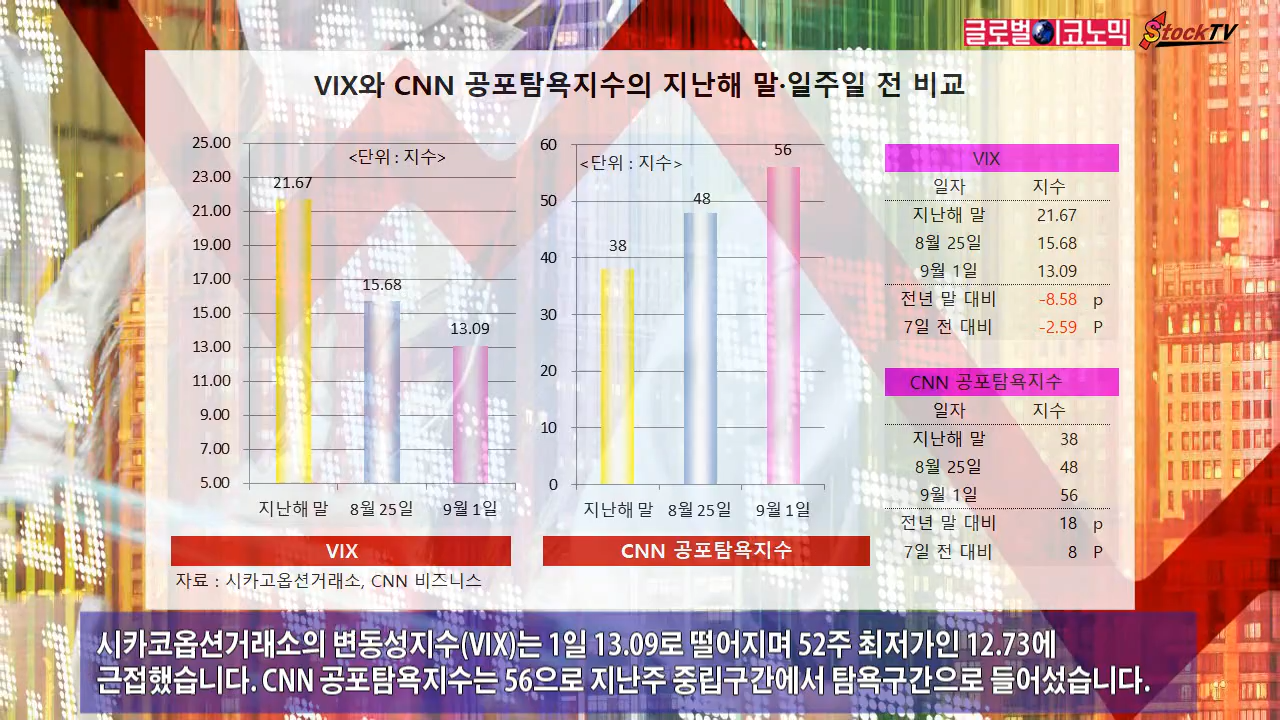 글로벌이코노믹 StockTV
VIX와 CNN 공포탐욕지수의 지난해 말·일주일 전 비교
<단위 : 지수>
25.00
23.00
21.00
19.00
17.00
15.00
13.00
11.00
9.00
7.00
5.00
21.67
15.68
13.09
지난해 말 8월 25일 9월 1일
VIX
<단위 : 지수>
60
50
40
30
20
10
0
38
48
56
지난해 말 8월 25일 9월 1일
CNN 공포탐욕지수
자료 : 시카고옵션거래소, CNN 비즈니스
VIX
일자 지수
지난해 말 21.67
8월 25일 15.68
9월 1일 13.09
전년 말 대비 -8.58 p
7일 전 대비 -2.59 P
CNN 공포탐욕지수
일자 지수
지난해 말 38
8월 25일 48
9월 1일 56
전년 말 대비 18 p
7일 전 대비 8 P
시카코옵션거래소의 변동성지수(VIX)는 1일 13.09로 떨어지며 52주 최저가인 12.73에
근접했습니다. CNN 공포탐욕지수는 56으로 지난주 중립구간에서 탐욕구간으로 들어섰습니다.